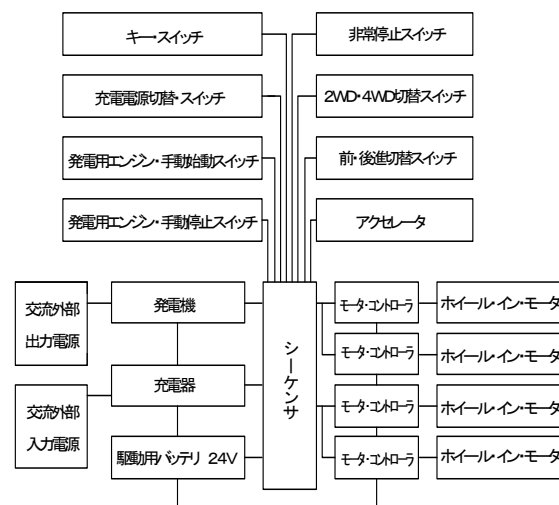 キー・スイッチ
非常停止スイッチ
充電電源切替・スイッチ
2WD・4WD切替スイッチ
発電用エンジン・手動始動スイッチ
前・後進切替スイッチ
発電用エンジン・手動停止スイッチ
アクセレータ
交流外部
出力電源
発電機
シーケンサ
モータ・コントローラ
ホイール・イン・モータ
モータ・コントローラ
ホイール・イン・モータ
交流外部
入力電源
充電器
モータ・コントローラ
ホイール・イン・モータ
駆動用バッテリ 24V
モータ・コントローラ
ホイール・イン・モータ